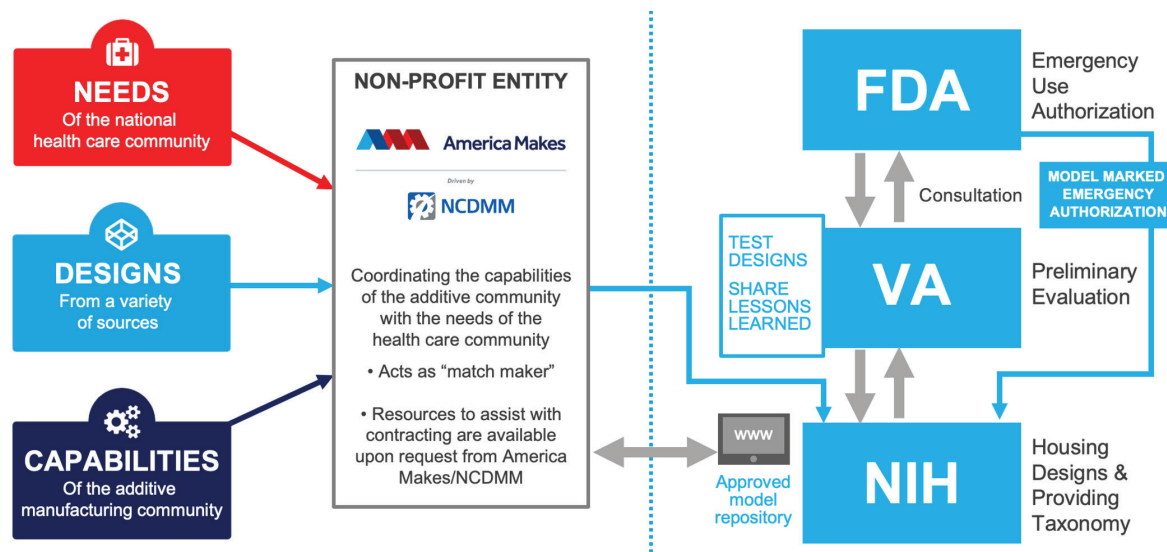 NEEDS
Of the national
health care community
DESIGNS
From a variety
of sources
CAPABILITIES
Of the additive
manufacturing community
NON-PROFIT ENTITY
America Makes
Driven by
NCDMM
Coordinating the capabilities
of the additive community
with the needs of the
health care community
• Acts as “match maker”
• Resources to assist with
contracting are available
upon request from America
Makes/NCDMM
FDA
Emergency
Use
Authorization
Consultation
MODEL MARKED
EMERGENCY
AUTHORIZATION
TEST
DESIGNS
SHARE
LESSONS
LEARNED
VA
Preliminary
Evaluation
www
Approved
model
repository
NIH
Housing
Designs &
Providing
Taxonomy